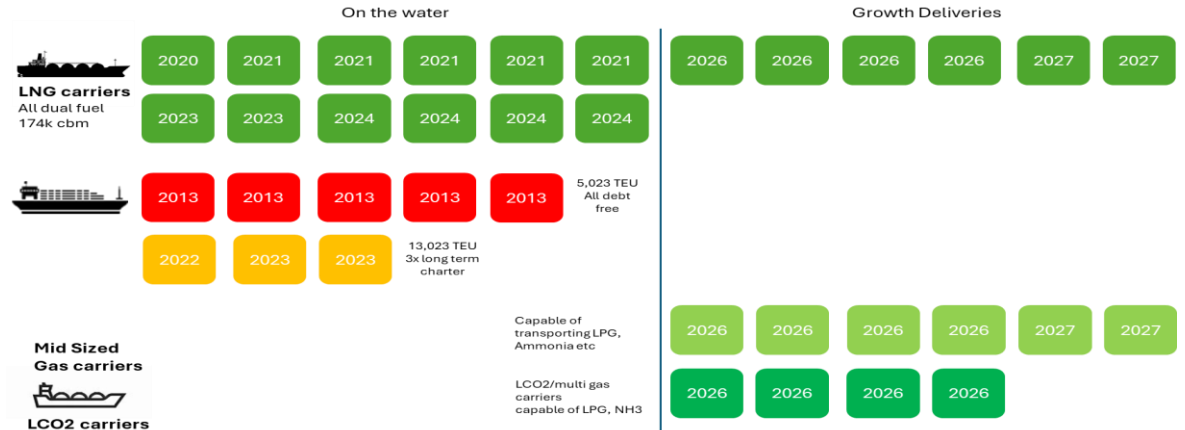 On the water
Growth Deliveries
2020 2021 2021 2021 2021 2021
2026 2026 2026 2026 2027 2027
LNG carriers
All dual fuel
174k cbm
2023 2023 2024 2024 2024 2024
2013 2013 2013 2013 2013
5,023 TEU
All debt
free
2022 2023 2023
13,023 TEU
3x long term
charter
Capable of
transporting LPG,
Ammonia etc
2026 2026 2026 2026 2027 2027
Mid Sized
Gas carriers
LCO2/multi gas
carriers
capable of LPG, NH3
2026 2026 2026 2026
LCO2 carriers